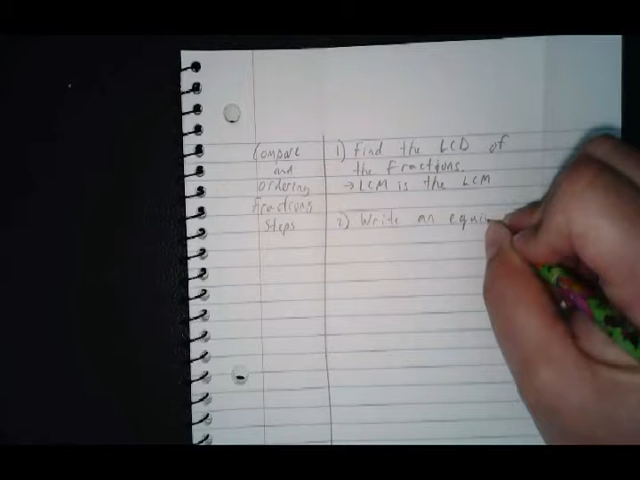 Compare and ordering Fractions Steps
1) Find the LCD of
the fractions.
→ LCM is the LCM
2) Write an equi